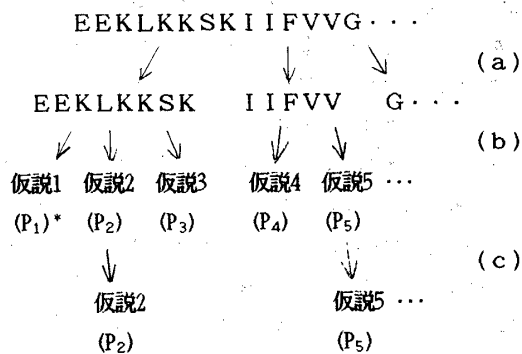 EEKLKKSKIIFVVG・・・
(a)
EEKLKKSK IIFVV G・・・
(b)
仮説1 仮説2 仮説3 仮説4 仮説5 ・・・
(P₁)* (P₂) (P₃) (P₄) (P₅)
(c)
仮説2 仮説5 ・・・
(P₂) (P₅)